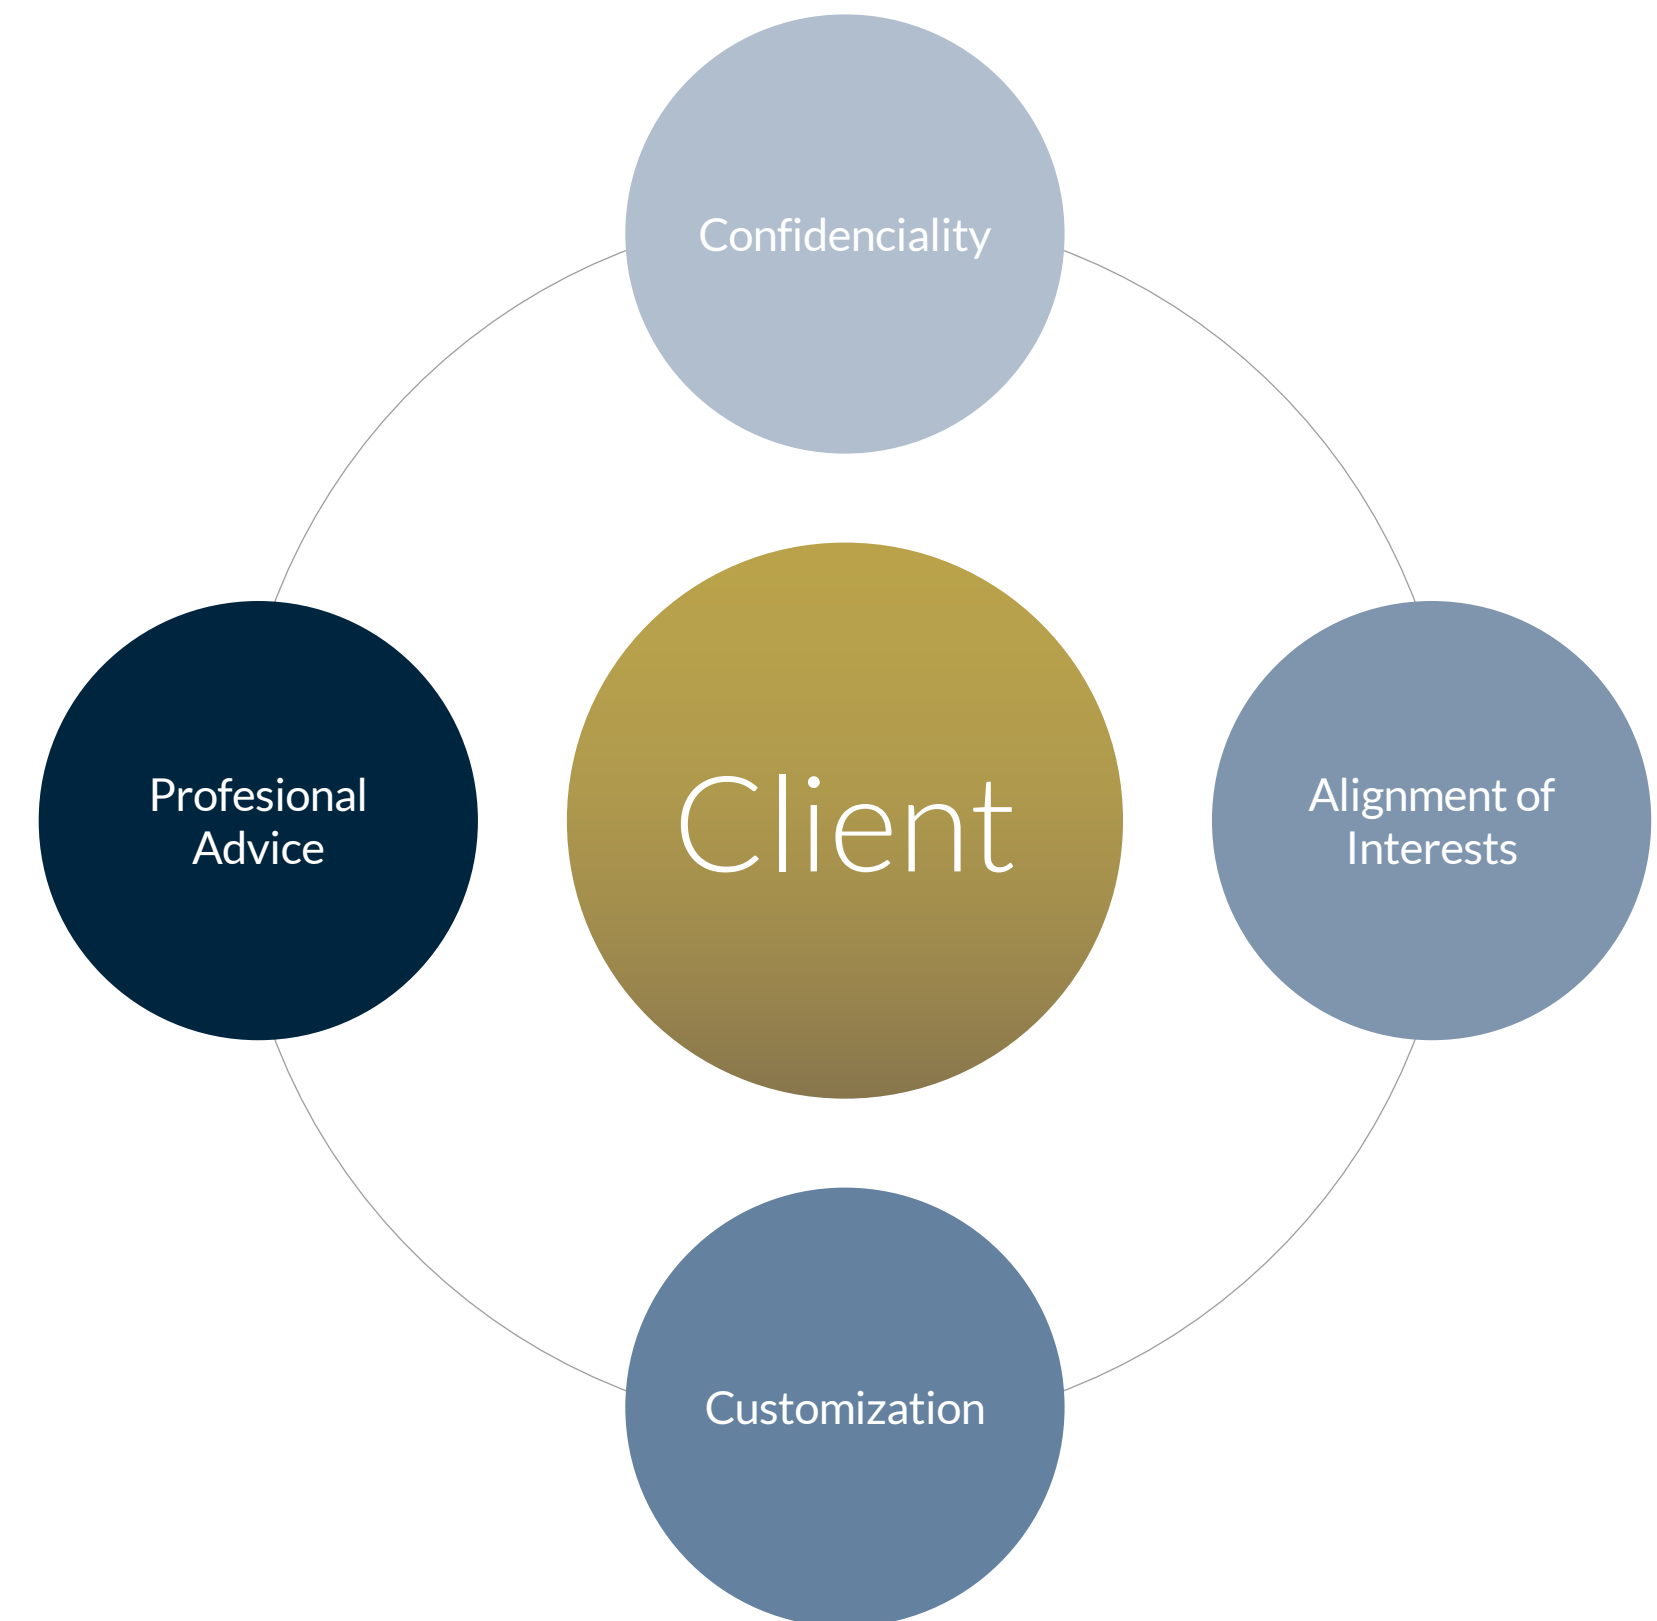 Confidenciality
Profesional
Advice
Client
Alignment of
Interests
Customization